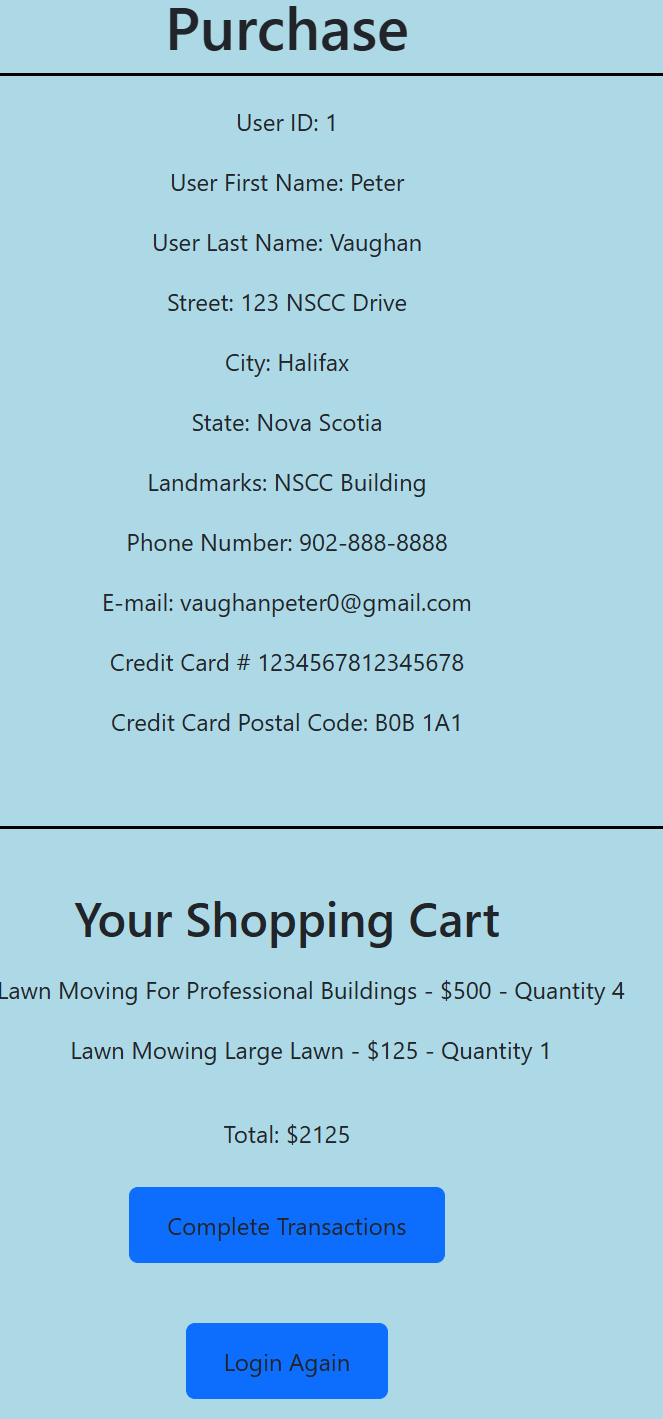 Purchase
User ID: 1
User First Name: Peter
User Last Name: Vaughan
Street: 123 NSCC Drive
City: Halifax
State: Nova Scotia
Landmarks: NSCC Building
Phone Number: 902-888-8888
E-mail: vaughanpeter0@gmail.com
Credit Card # 1234567812345678
Credit Card Postal Code: B0B 1A1
Your Shopping Cart
Lawn Moving For Professional Buildings - $500 - Quantity 4
Lawn Mowing Large Lawn - $125 - Quantity 1
Total: $2125
Complete Transactions
Login Again